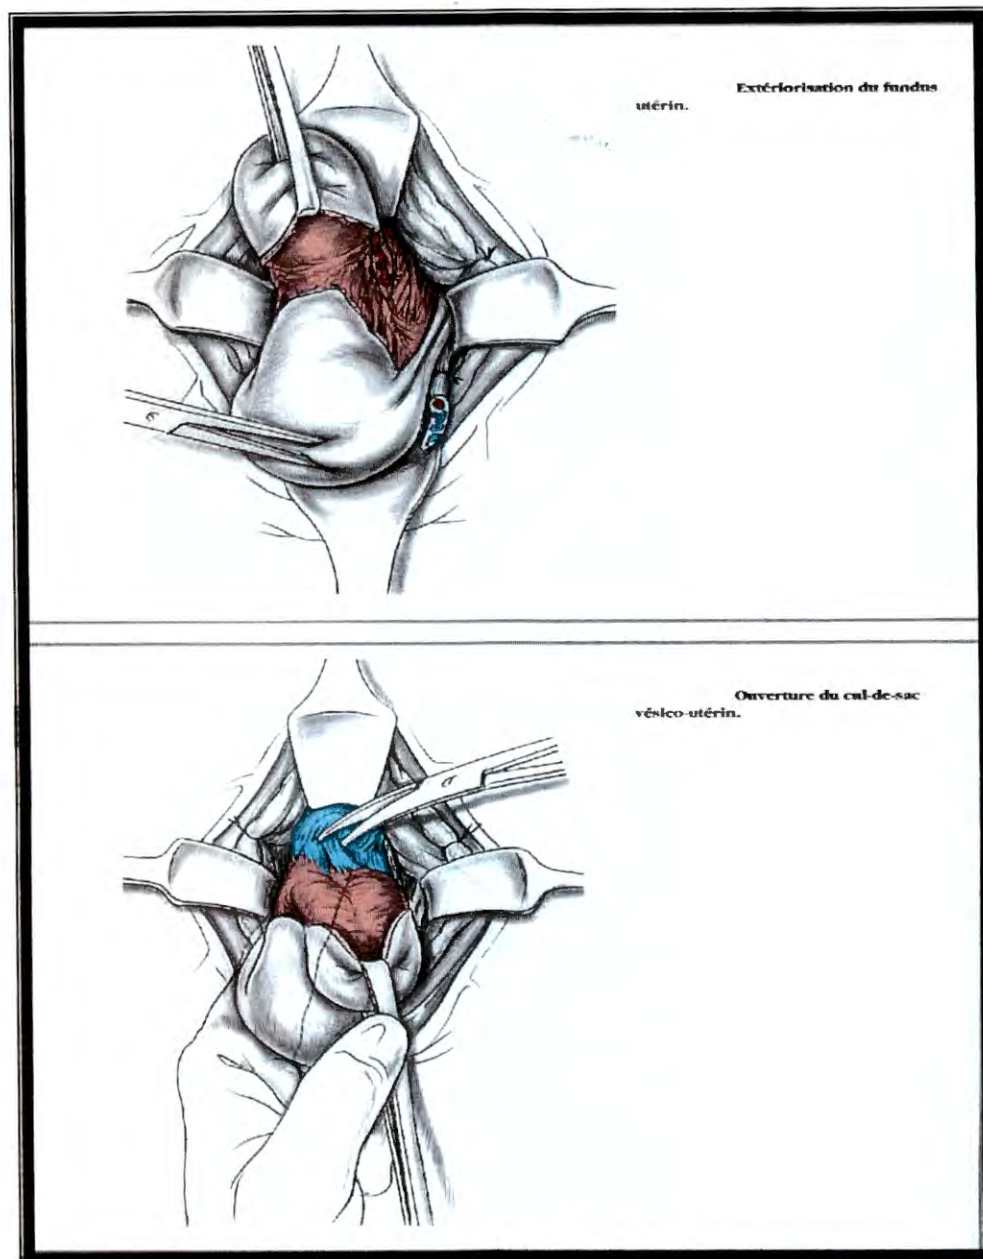 Extériorisation du fundus
utérin.
Ouverture du cul-de-sac
vésico-utérin.